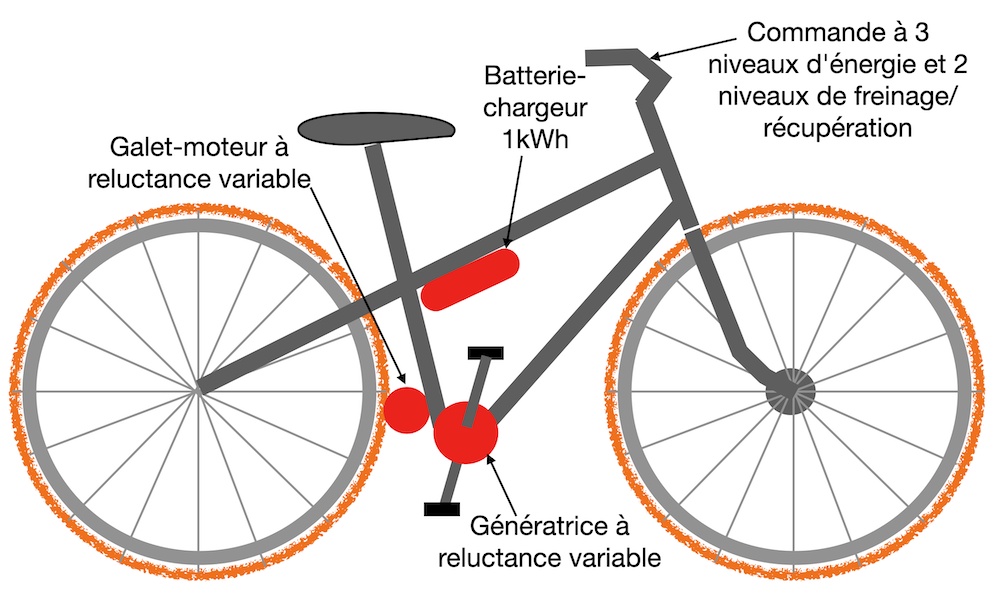 Commande à 3
niveaux d'énergie et 2
niveaux de freinage/
récupération
Batterie-
chargeur
1kWh
Galet-moteur à
reluctance variable
Génératrice à
reluctance variable